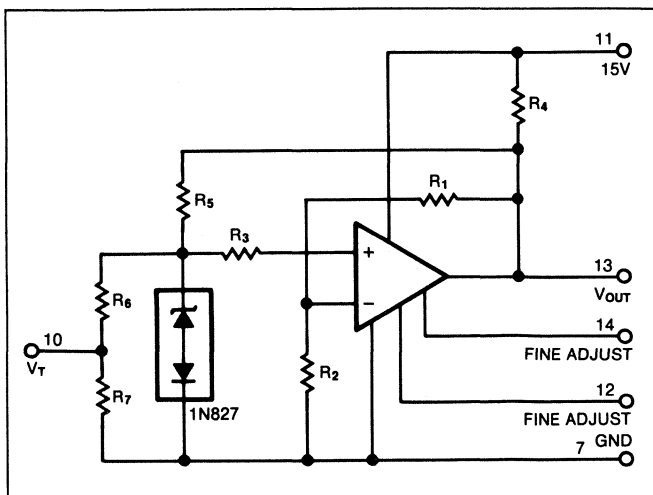 11
15V
R4
R1
R5
R3
+
13
VOUT
R6
10
VT
−
14
FINE ADJUST
R2
R7
1N827
12
FINE ADJUST
GND
7